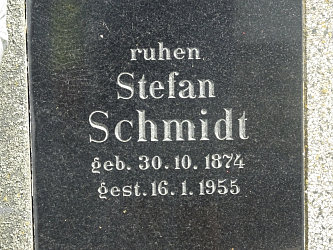 ruhen
Stefan
Schmidt
geb. 30. 10. 1874
gest. 16. 1. 1955